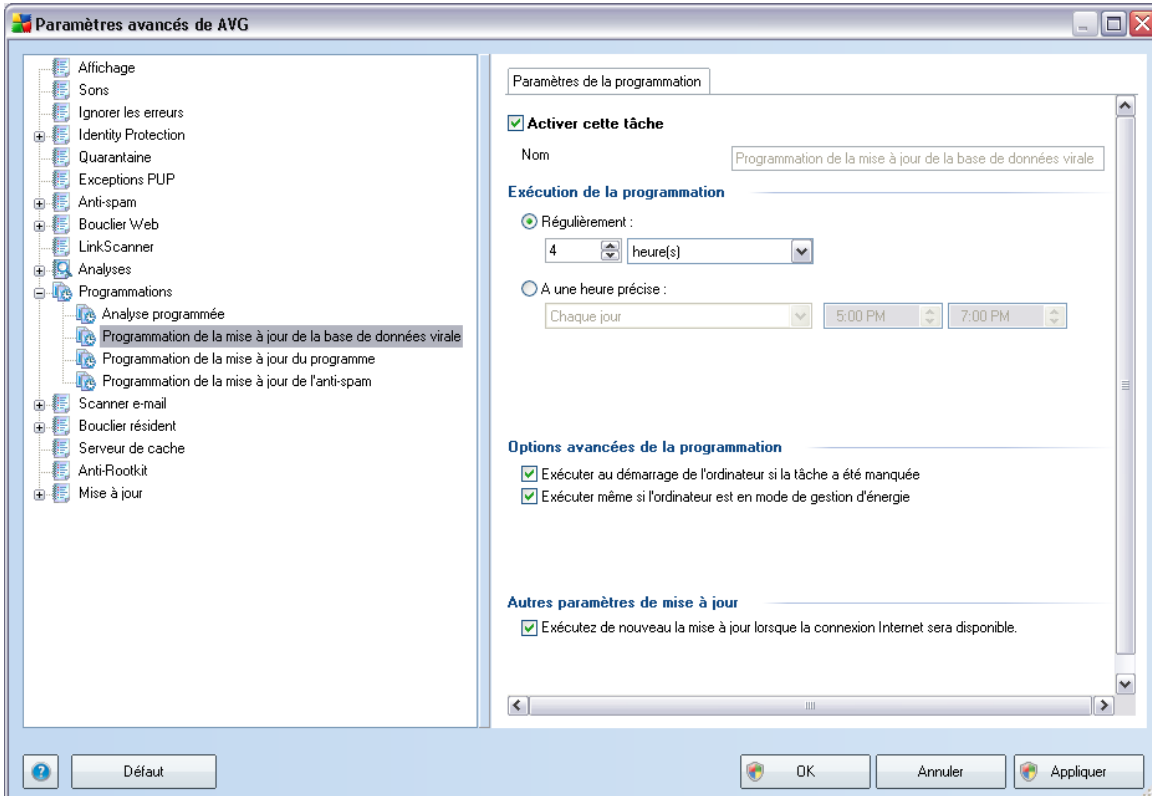 Paramètres avancés de AVG
Affichage
Sons
Ignorer les erreurs
Identity Protection
Quarantaine
Exceptions PUP
Anti-spam
Bouclier Web
LinkScanner
Analyses
Programmations
Analyse programmée
Programmation de la mise à jour de la base de données virale
Programmation de la mise à jour du programme
Programmation de la mise à jour de l'anti-spam
Scanner e-mail
Bouclier résident
Serveur de cache
Anti-Rootkit
Mise à jour
Paramètres de la programmation
Activer cette tâche
Nom Programmation de la mise à jour de la base de données virale
Exécution de la programmation
Régulièrement :
4 heure(s)
A une heure précise :
Chaque jour 5:00 PM 7:00 PM
Options avancées de la programmation
Exécuter au démarrage de l'ordinateur si la tâche a été manquée
Exécuter même si l'ordinateur est en mode de gestion d'énergie
Autres paramètres de mise à jour
Exécutez de nouveau la mise à jour lorsque la connexion Internet sera disponible.
? Défaut OK Annuler Appliquer